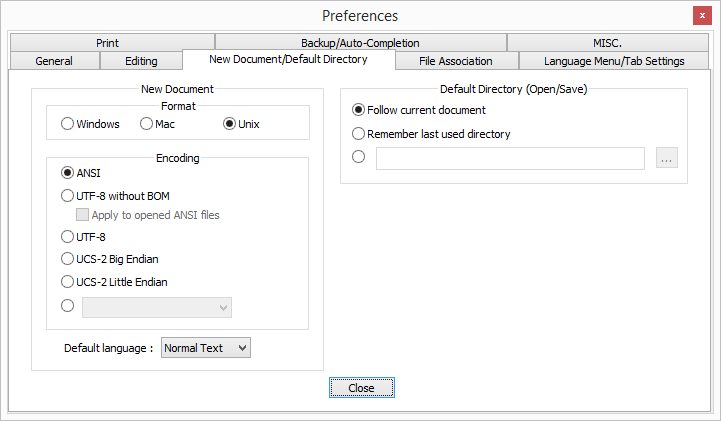 Preferences
x
Print
Backup/Auto-Completion
MISC.
General
Editing
New Document/Default Directory
File Association
Language Menu/Tab Settings
New Document
Format
Windows
Mac
Unix
Encoding
ANSI
UTF-8 without BOM
Apply to opened ANSI files
UTF-8
UCS-2 Big Endian
UCS-2 Little Endian
Default language :
Normal Text
Default Directory (Open/Save)
Follow current document
Remember last used directory
...
Close